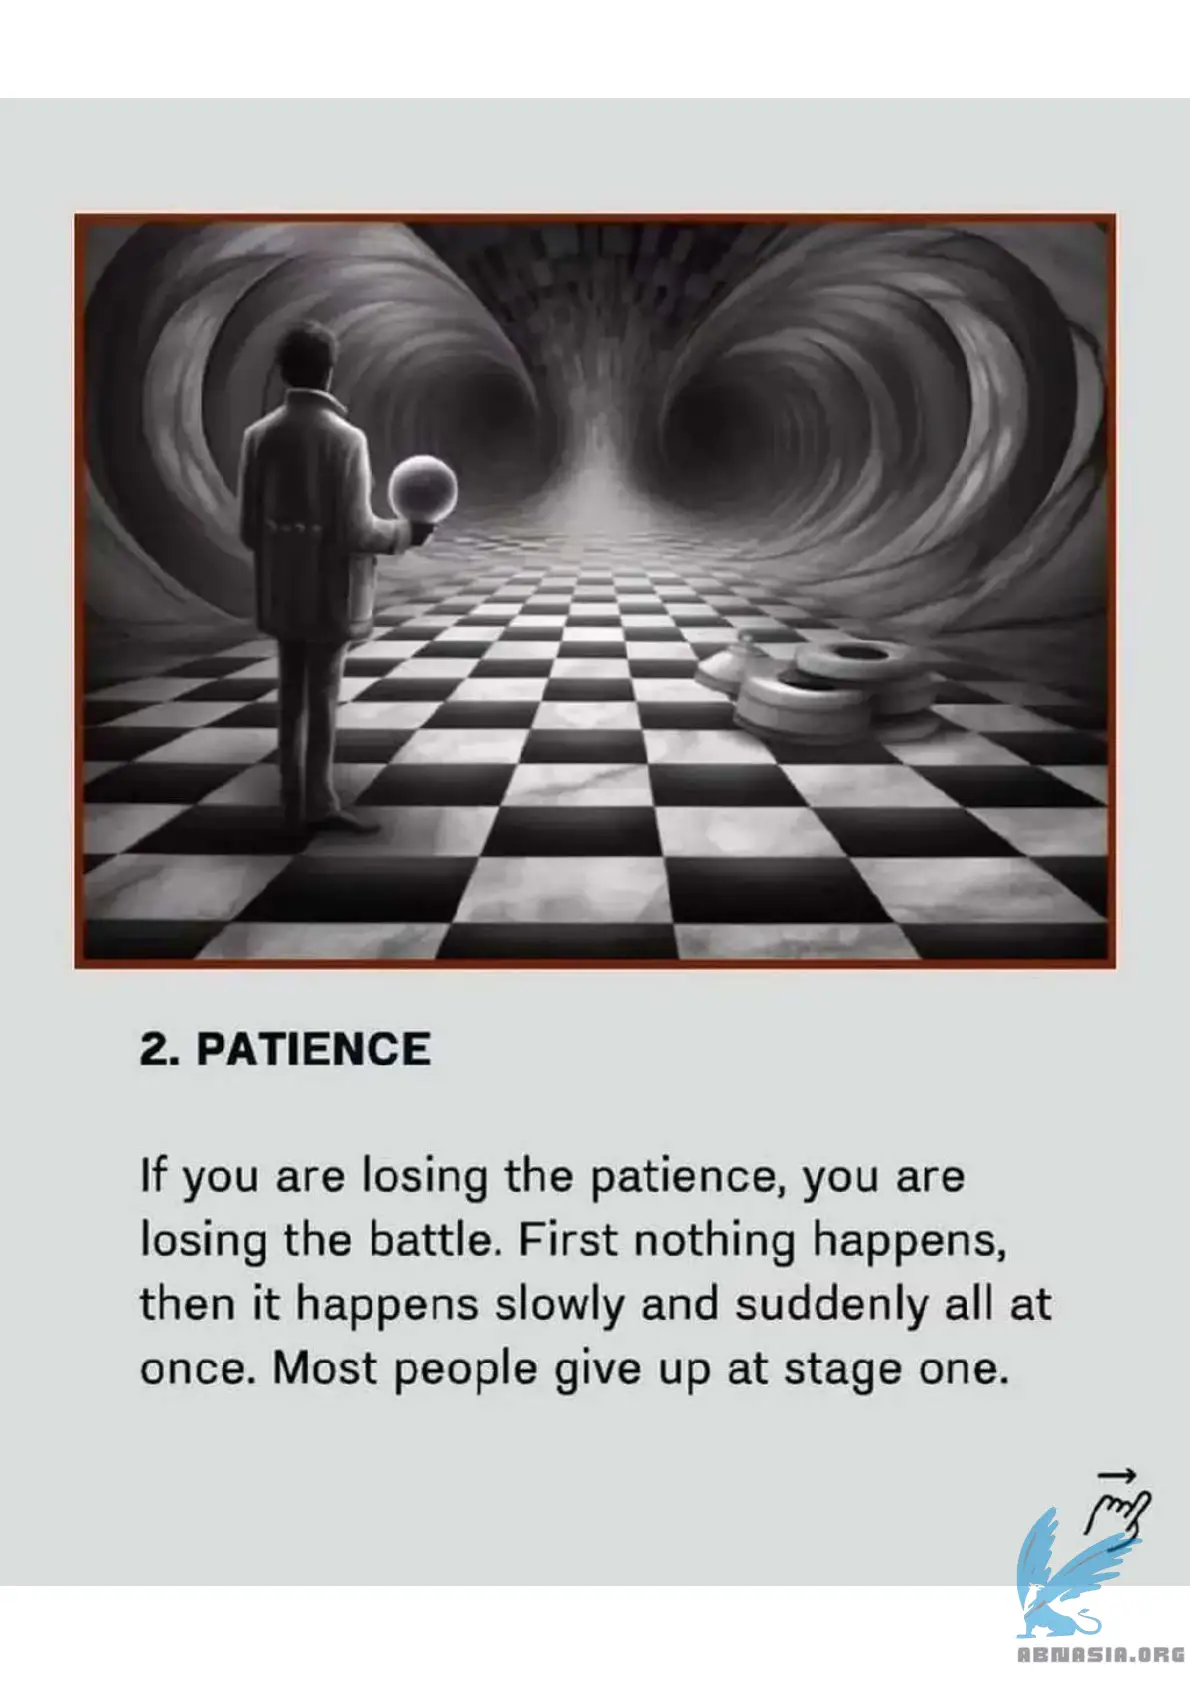 2. PATIENCE
If you are losing the patience, you are
losing the battle. First nothing happens,
then it happens slowly and suddenly all at
once. Most people give up at stage one.
ABNASIA.ORG